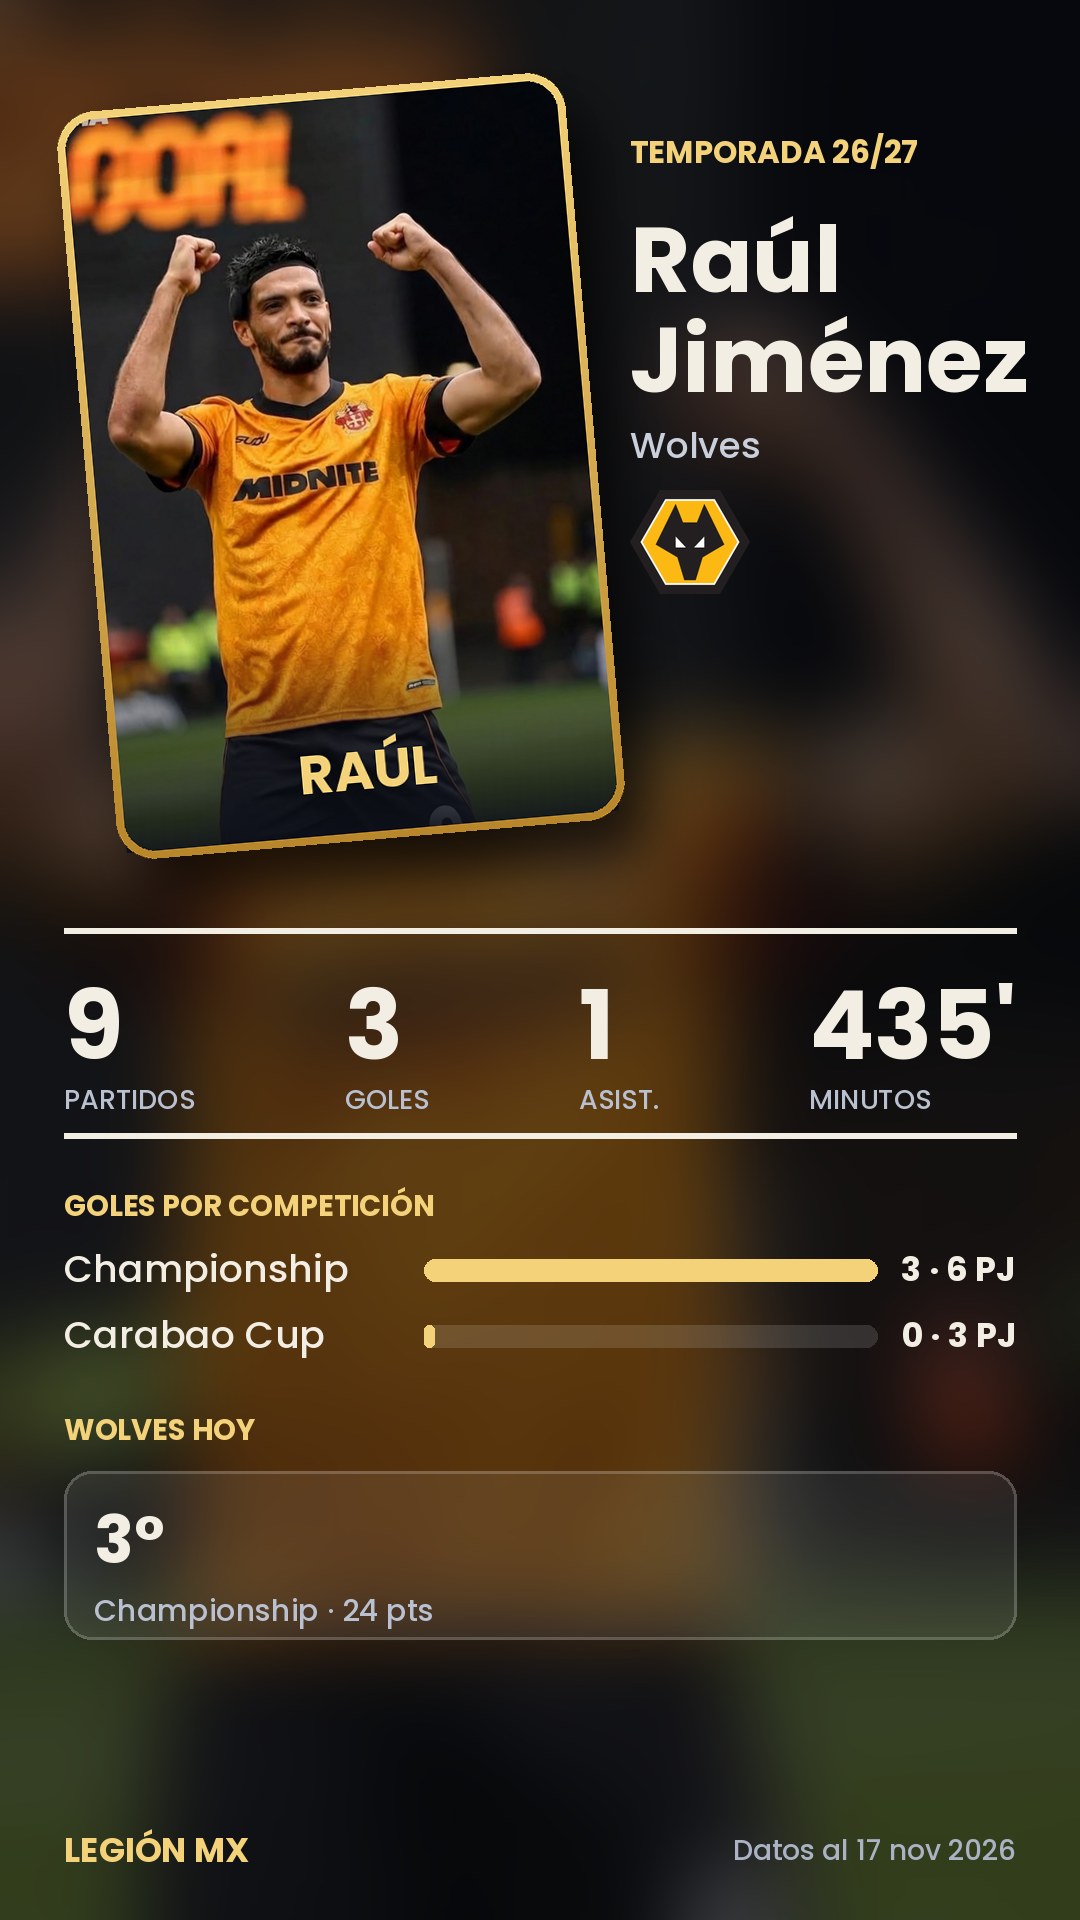 GOAL
SUDU
MIDNITE
RAÚL
TEMPORADA 26/27
Raúl
Jiménez
Wolves
9
PARTIDOS
3
GOLES
1
ASIST.
435'
MINUTOS
GOLES POR COMPETICIÓN
Championship
3 · 6 PJ
Carabao Cup
0 · 3 PJ
WOLVES HOY
3º
Championship · 24 pts
LEGIÓN MX
Datos al 17 nov 2026